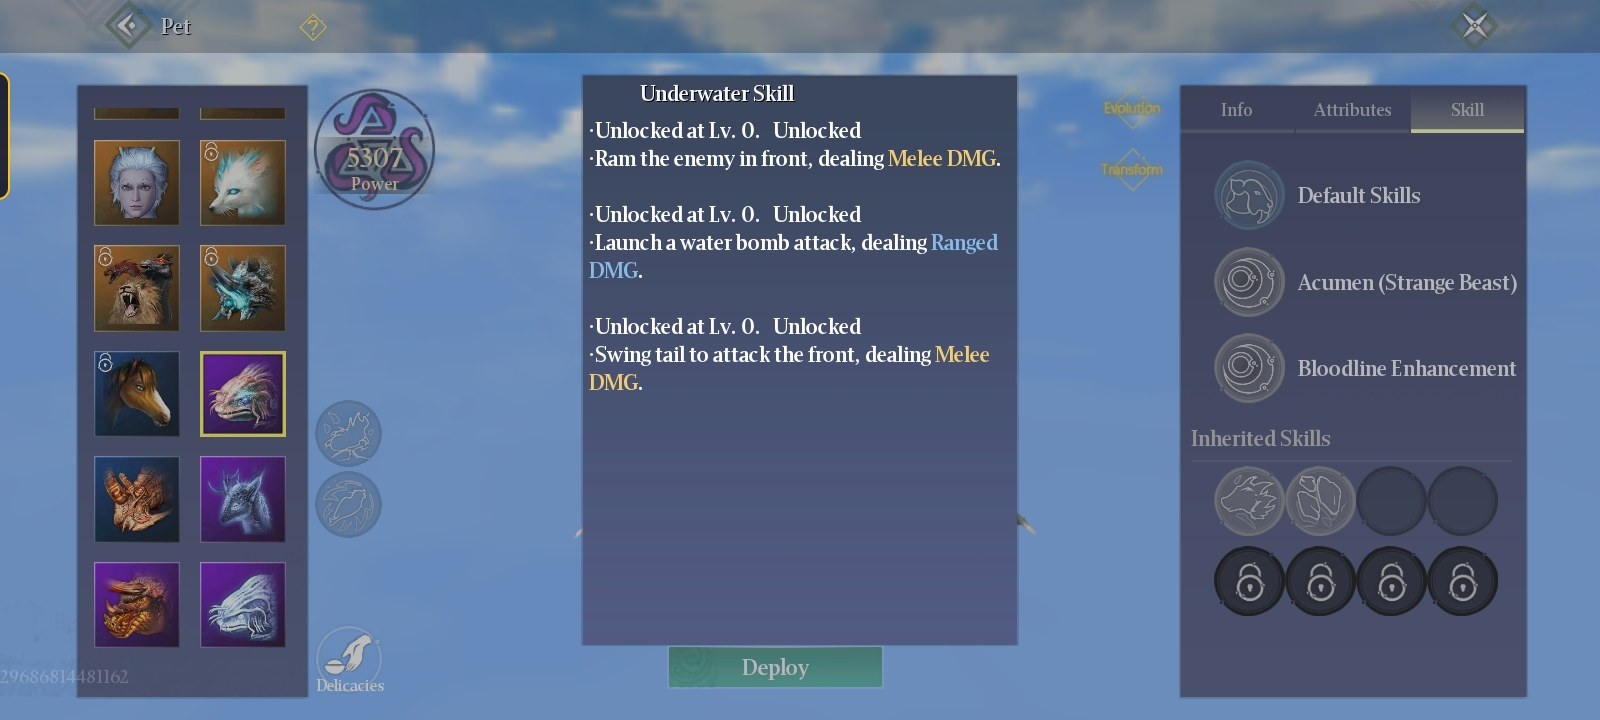 Pet
?
5307
Power
Underwater Skill
·Unlocked at Lv. 0. Unlocked
·Ram the enemy in front, dealing Melee DMG.
·Unlocked at Lv. 0. Unlocked
·Launch a water bomb attack, dealing Ranged
DMG.
·Unlocked at Lv. 0. Unlocked
·Swing tail to attack the front, dealing Melee
DMG.
Deploy
Delicacies
29686814481162
Evolution
Transform
Info Attributes Skill
Default Skills
Acumen (Strange Beast)
Bloodline Enhancement
Inherited Skills